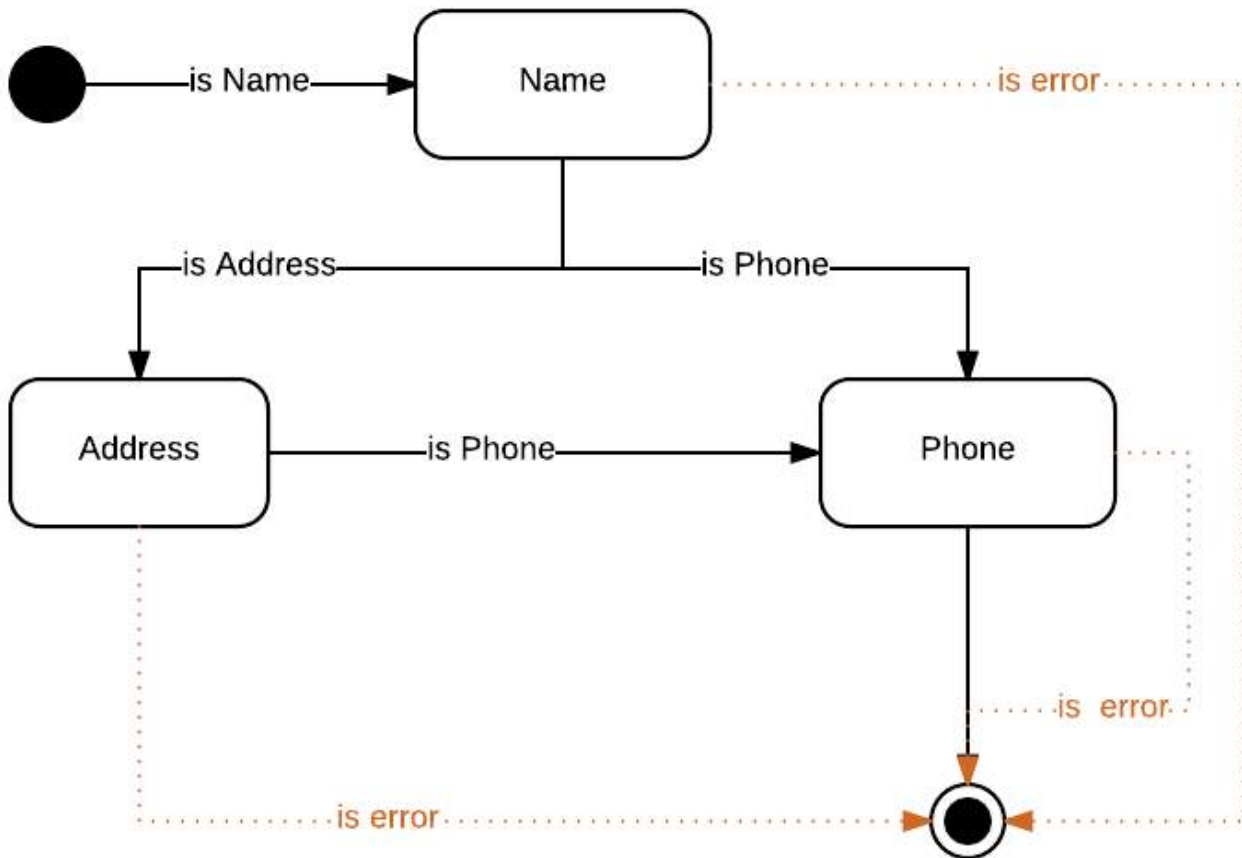 is Name
Name
is error
is Address
is Phone
Address
is Phone
Phone
is error
is error